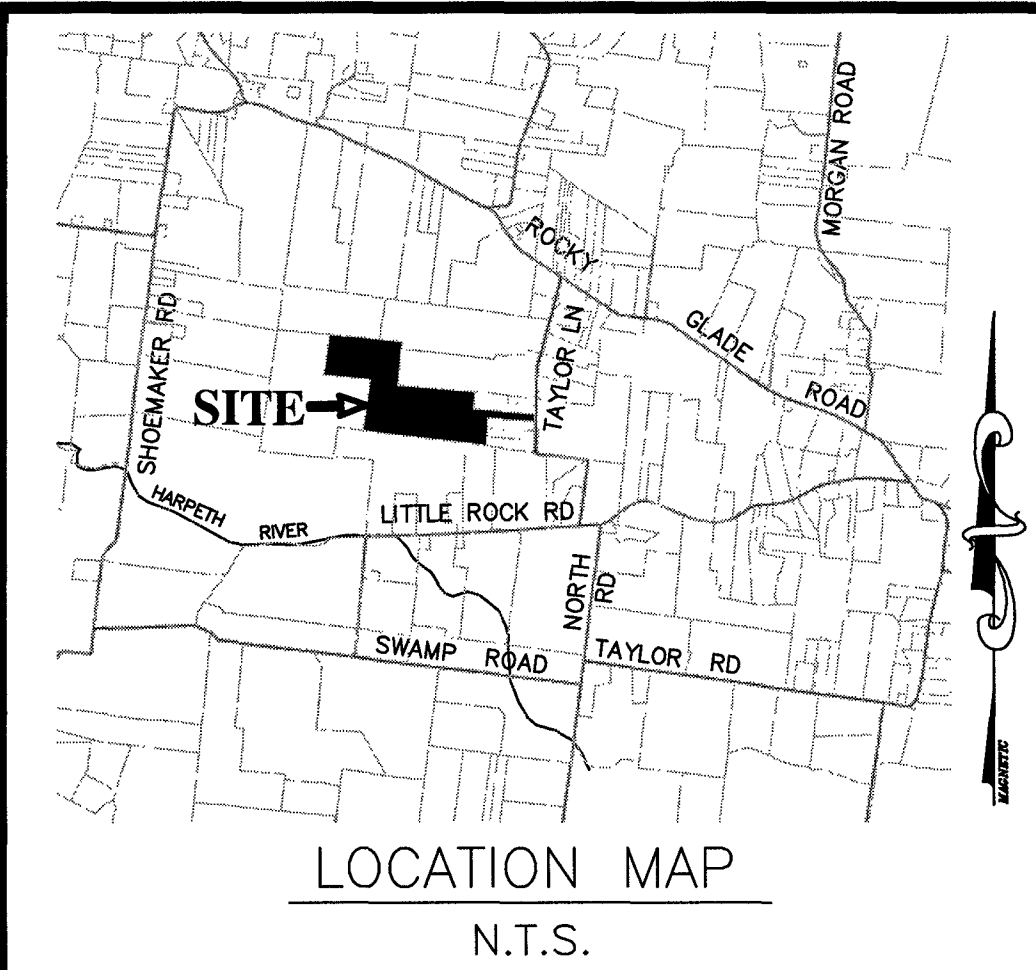 MORGAN ROAD
ROCKY
GLADE
ROAD
TAYLOR LN
SHOEMAKER RD
SITE
HARPETH
RIVER
LITTLE ROCK RD
NORTH
RD
SWAMP ROAD
TAYLOR RD
MAGNETIC
LOCATION MAP
N.T.S.